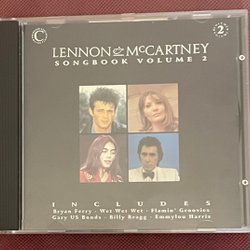 C
2
LENNON & McCARTNEY
SONGBOOK VOLUME 2
INCLUDES
Bryan Ferry · Wet Wet Wet · Flamin' Groovies
Gary US Bonds · Billy Bragg · Emmylou Harris